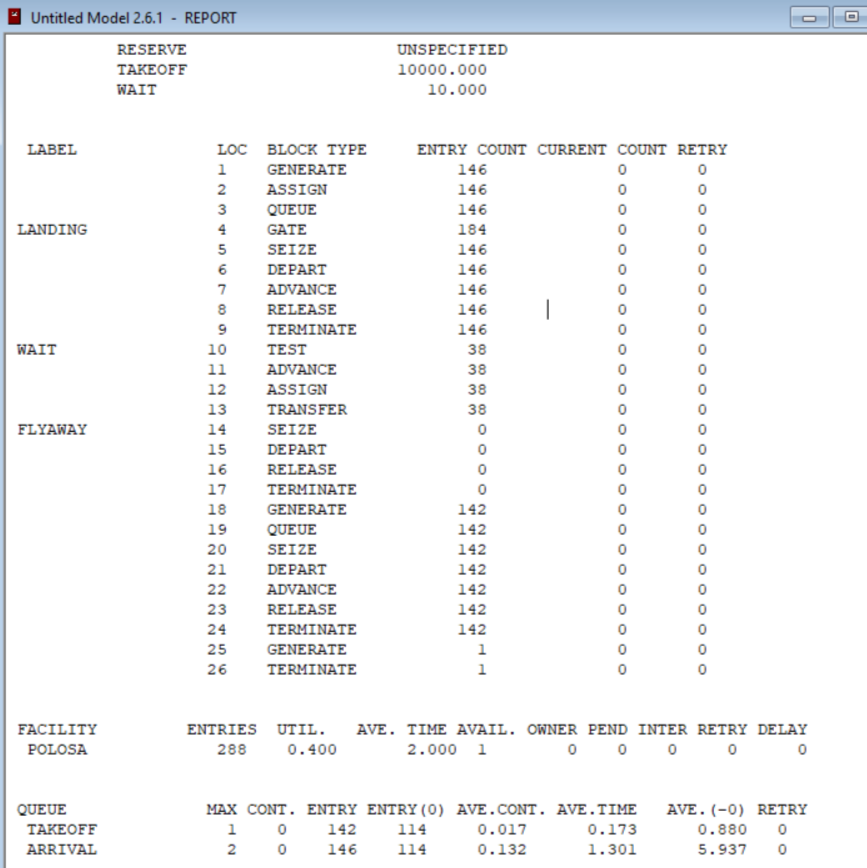 Untitled Model 2.6.1 - REPORT
RESERVE UNSPECIFIED
TAKEOFF 10000.000
WAIT 10.000
LABEL LOC BLOCK TYPE ENTRY COUNT CURRENT COUNT RETRY
1 GENERATE 146 0 0
2 ASSIGN 146 0 0
3 QUEUE 146 0 0
LANDING 4 GATE 184 0 0
5 SEIZE 146 0 0
6 DEPART 146 0 0
7 ADVANCE 146 0 0
8 RELEASE 146 0 0
9 TERMINATE 146 0 0
WAIT 10 TEST 38 0 0
11 ADVANCE 38 0 0
12 ASSIGN 38 0 0
13 TRANSFER 38 0 0
FLYAWAY 14 SEIZE 0 0 0
15 DEPART 0 0 0
16 RELEASE 0 0 0
17 TERMINATE 0 0 0
18 GENERATE 142 0 0
19 QUEUE 142 0 0
20 SEIZE 142 0 0
21 DEPART 142 0 0
22 ADVANCE 142 0 0
23 RELEASE 142 0 0
24 TERMINATE 142 0 0
25 GENERATE 1 0 0
26 TERMINATE 1 0 0
FACILITY ENTRIES UTIL. AVE. TIME AVAIL. OWNER PEND INTER RETRY DELAY
POLOSA 288 0.400 2.000 1 0 0 0 0 0
QUEUE MAX CONT. ENTRY ENTRY(0) AVE.CONT. AVE.TIME AVE.(-0) RETRY
TAKEOFF 1 0 142 114 0.017 0.173 0.880 0
ARRIVAL 2 0 146 114 0.132 1.301 5.937 0